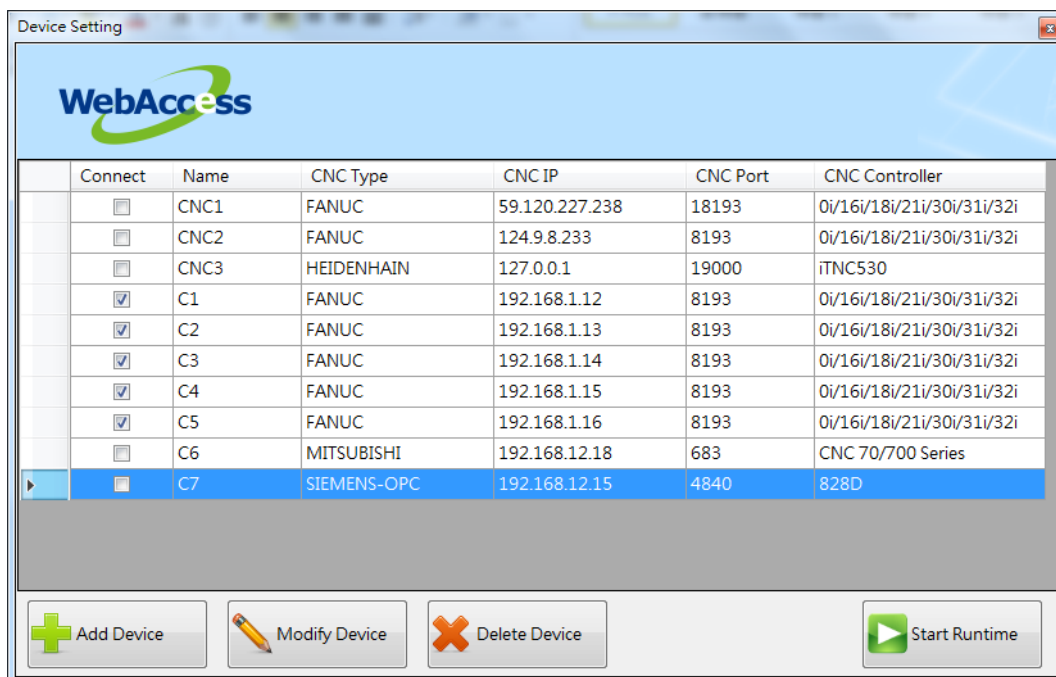 Device Setting
WebAccess
Connect Name CNC Type CNC IP CNC Port CNC Controller
CNC1 FANUC 59.120.227.238 18193 0i/16i/18i/21i/30i/31i/32i
CNC2 FANUC 124.9.8.233 8193 0i/16i/18i/21i/30i/31i/32i
CNC3 HEIDENHAIN 127.0.0.1 19000 iTNC530
C1 FANUC 192.168.1.12 8193 0i/16i/18i/21i/30i/31i/32i
C2 FANUC 192.168.1.13 8193 0i/16i/18i/21i/30i/31i/32i
C3 FANUC 192.168.1.14 8193 0i/16i/18i/21i/30i/31i/32i
C4 FANUC 192.168.1.15 8193 0i/16i/18i/21i/30i/31i/32i
C5 FANUC 192.168.1.16 8193 0i/16i/18i/21i/30i/31i/32i
C6 MITSUBISHI 192.168.12.18 683 CNC 70/700 Series
C7 SIEMENS-OPC 192.168.12.15 4840 828D
Add Device Modify Device Delete Device Start Runtime